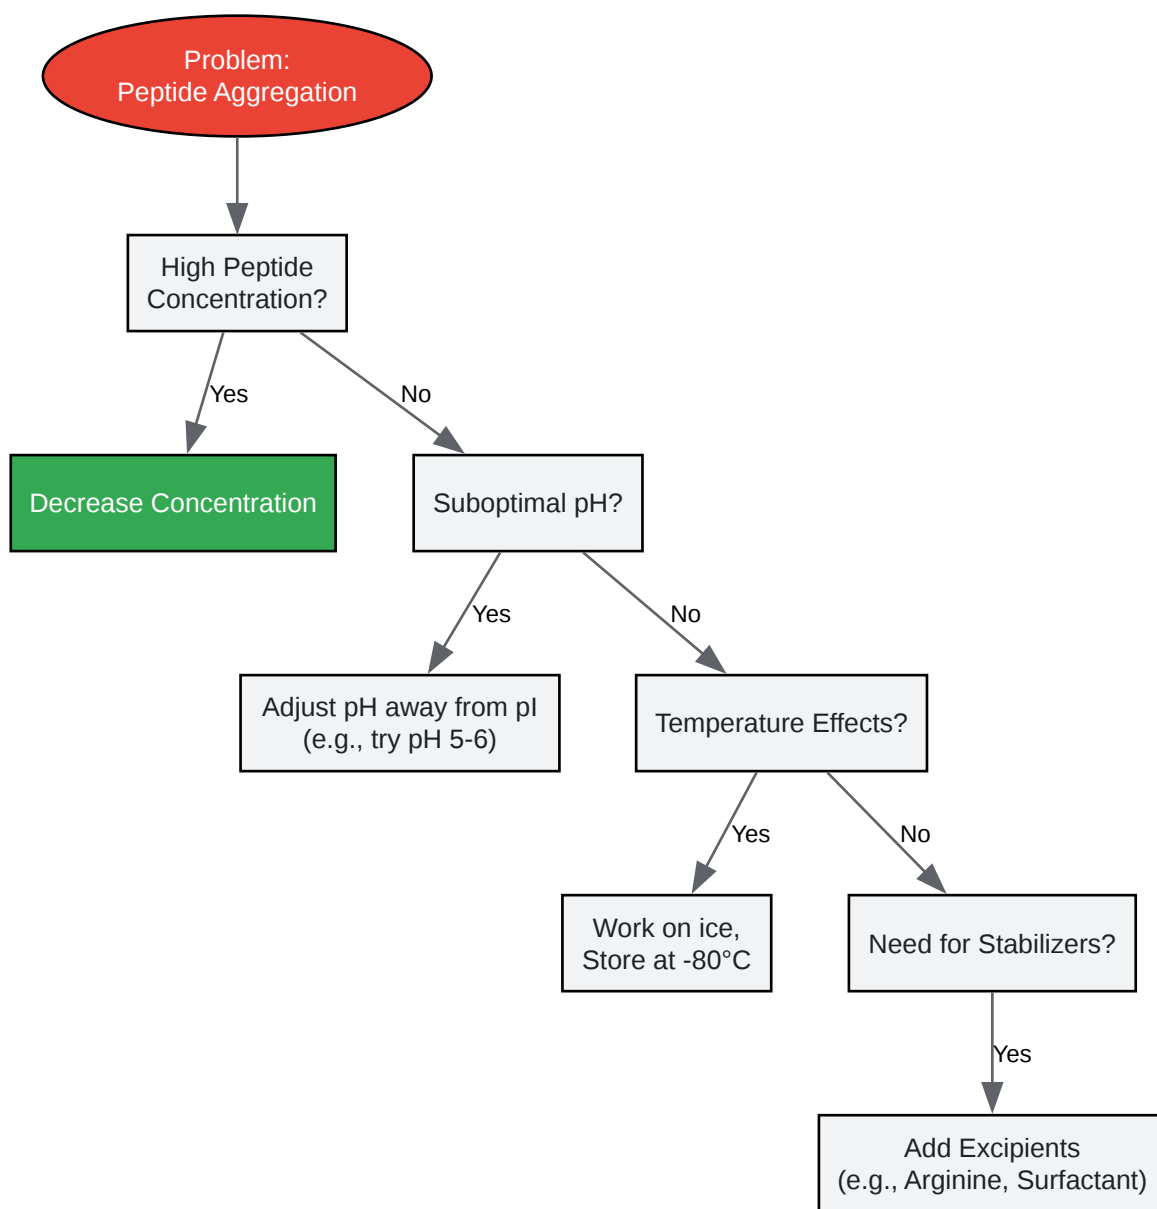 Problem:
Peptide Aggregation
High Peptide
Concentration?
Yes
No
Decrease Concentration
Suboptimal pH?
Yes
No
Adjust pH away from pI
(e.g., try pH 5-6)
Temperature Effects?
Yes
No
Work on ice,
Store at -80°C
Need for Stabilizers?
Yes
Add Excipients
(e.g., Arginine, Surfactant)